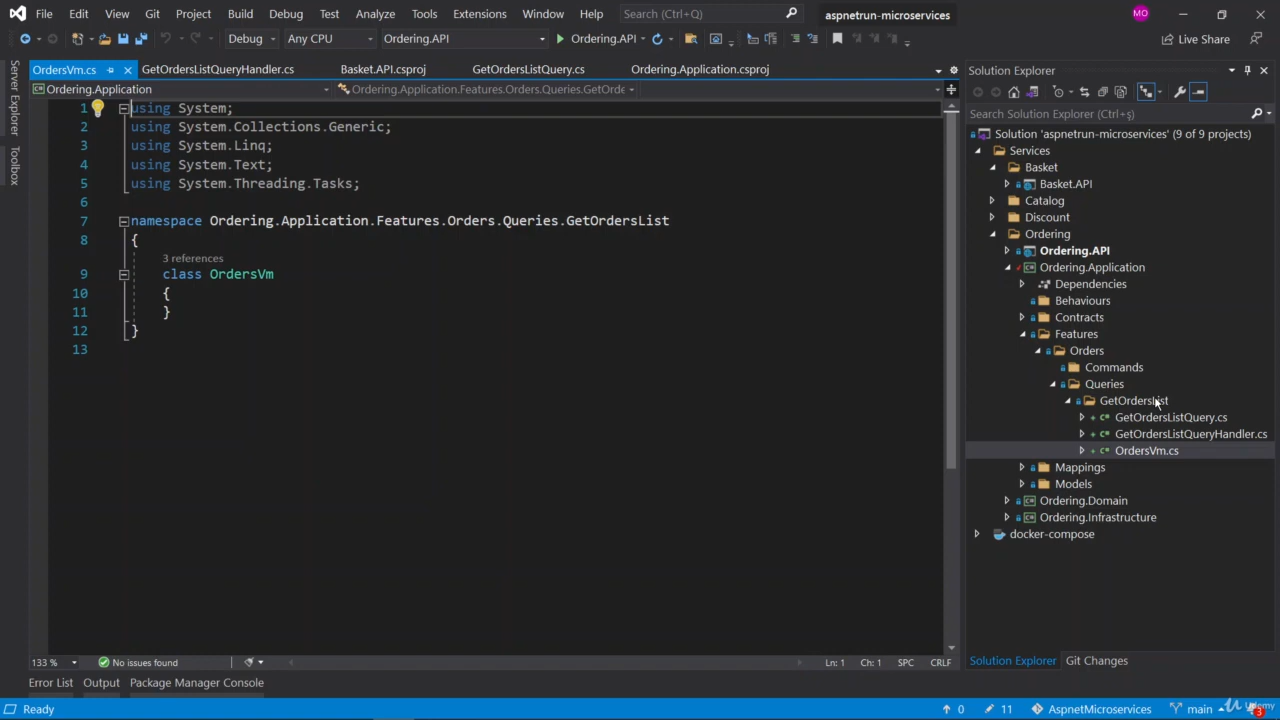 File Edit View Git Project Build Debug Test Analyze Tools Extensions Window Help Search (Ctrl+Q) aspnetrun-microservices MO
Debug Any CPU Ordering.API Ordering.API Live Share
Server Explorer
Toolbox
OrdersVm.cs GetOrdersListQueryHandler.cs Basket.API.csproj GetOrdersListQuery.cs Ordering.Application.csproj
Ordering.Application Ordering.Application.Features.Orders.Queries.GetOrde
1 using System;
2 using System.Collections.Generic;
3 using System.Linq;
4 using System.Text;
5 using System.Threading.Tasks;
6
7 namespace Ordering.Application.Features.Orders.Queries.GetOrdersList
8 {
3 references
9 class OrdersVm
10 {
11 }
12 }
13
133 % No issues found Ln: 1 Ch: 1 SPC CRLF
Error List Output Package Manager Console
Solution Explorer
Search Solution Explorer (Ctrl+ş)
Solution 'aspnetrun-microservices' (9 of 9 projects)
Services
Basket
Basket.API
Catalog
Discount
Ordering
Ordering.API
Ordering.Application
Dependencies
Behaviours
Contracts
Features
Orders
Commands
Queries
GetOrdersList
GetOrdersListQuery.cs
GetOrdersListQueryHandler.cs
OrdersVm.cs
Mappings
Models
Ordering.Domain
Ordering.Infrastructure
docker-compose
Solution Explorer Git Changes
Ready 0 11 AspnetMicroservices main 3
Udemy